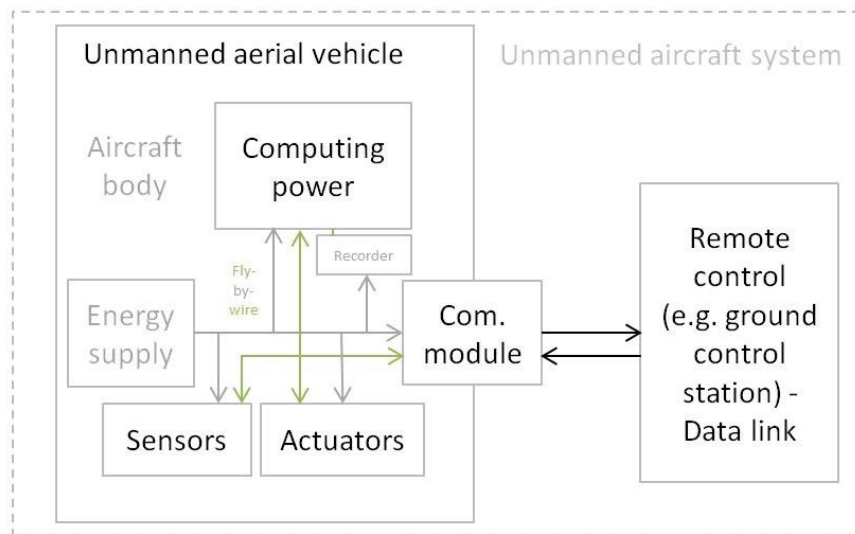 Unmanned aerial vehicle
Unmanned aircraft system
Aircraft
body
Computing
power
Recorder
Fly-
by-
wire
Energy
supply
Com.
module
Sensors
Actuators
Remote
control
(e.g. ground
control
station) -
Data link